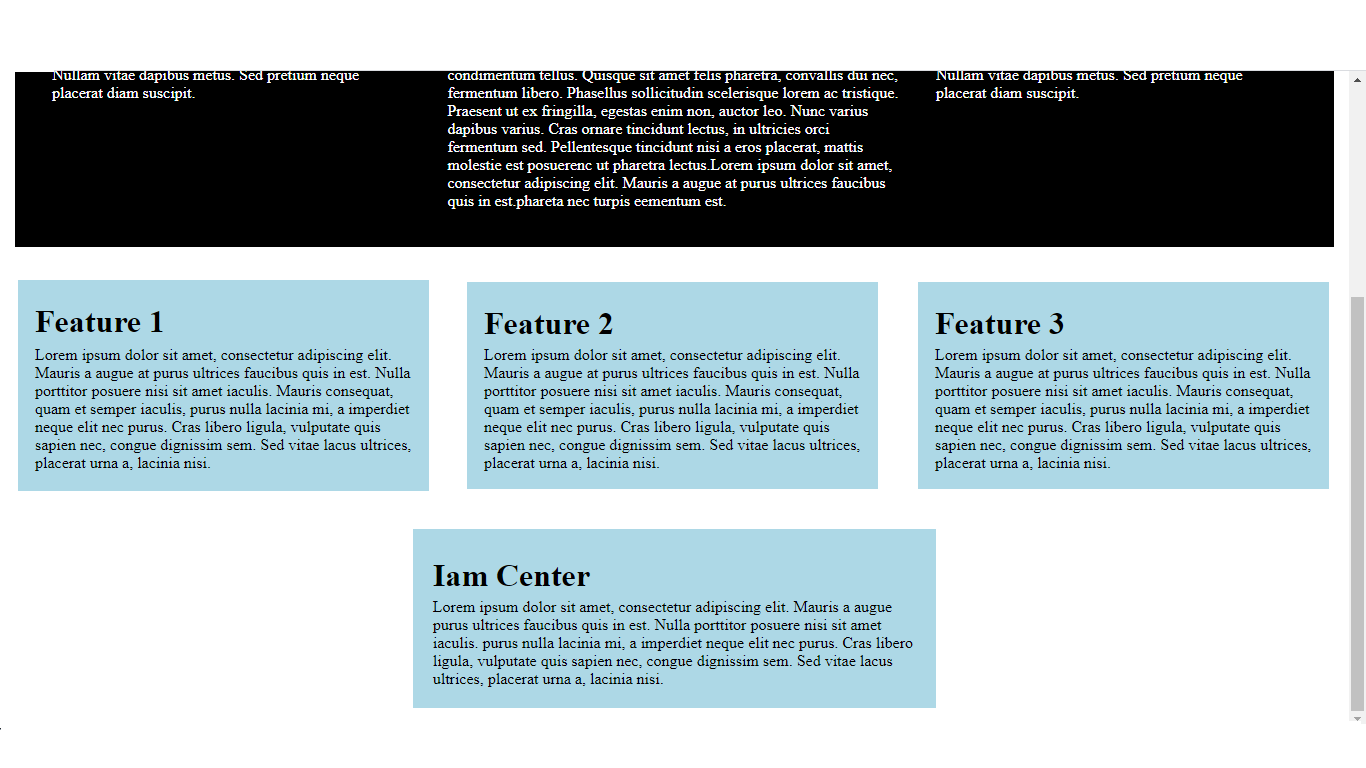 Nullam vitae dapibus metus. Sed pretium neque
placerat diam suscipit.
condimentum tellus. Quisque sit amet felis pharetra, convallis dui nec,
fermentum libero. Phasellus sollicitudin scelerisque lorem ac tristique.
Praesent ut ex fringilla, egestas enim non, auctor leo. Nunc varius
dapibus varius. Cras ornare tincidunt lectus, in ultricies orci
fermentum sed. Pellentesque tincidunt nisi a eros placerat, mattis
molestie est posuerenc ut pharetra lectus.Lorem ipsum dolor sit amet,
consectetur adipiscing elit. Mauris a augue at purus ultrices faucibus
quis in est.phareta nec turpis eementum est.
Nullam vitae dapibus metus. Sed pretium neque
placerat diam suscipit.
Feature 1
Lorem ipsum dolor sit amet, consectetur adipiscing elit.
Mauris a augue at purus ultrices faucibus quis in est. Nulla
porttitor posuere nisi sit amet iaculis. Mauris consequat,
quam et semper iaculis, purus nulla lacinia mi, a imperdiet
neque elit nec purus. Cras libero ligula, vulputate quis
sapien nec, congue dignissim sem. Sed vitae lacus ultrices,
placerat urna a, lacinia nisi.
Feature 2
Lorem ipsum dolor sit amet, consectetur adipiscing elit.
Mauris a augue at purus ultrices faucibus quis in est. Nulla
porttitor posuere nisi sit amet iaculis. Mauris consequat,
quam et semper iaculis, purus nulla lacinia mi, a imperdiet
neque elit nec purus. Cras libero ligula, vulputate quis
sapien nec, congue dignissim sem. Sed vitae lacus ultrices,
placerat urna a, lacinia nisi.
Feature 3
Lorem ipsum dolor sit amet, consectetur adipiscing elit.
Mauris a augue at purus ultrices faucibus quis in est. Nulla
porttitor posuere nisi sit amet iaculis. Mauris consequat,
quam et semper iaculis, purus nulla lacinia mi, a imperdiet
neque elit nec purus. Cras libero ligula, vulputate quis
sapien nec, congue dignissim sem. Sed vitae lacus ultrices,
placerat urna a, lacinia nisi.
Iam Center
Lorem ipsum dolor sit amet, consectetur adipiscing elit. Mauris a augue
purus ultrices faucibus quis in est. Nulla porttitor posuere nisi sit amet
iaculis. purus nulla lacinia mi, a imperdiet neque elit nec purus. Cras libero
ligula, vulputate quis sapien nec, congue dignissim sem. Sed vitae lacus
ultrices, placerat urna a, lacinia nisi.